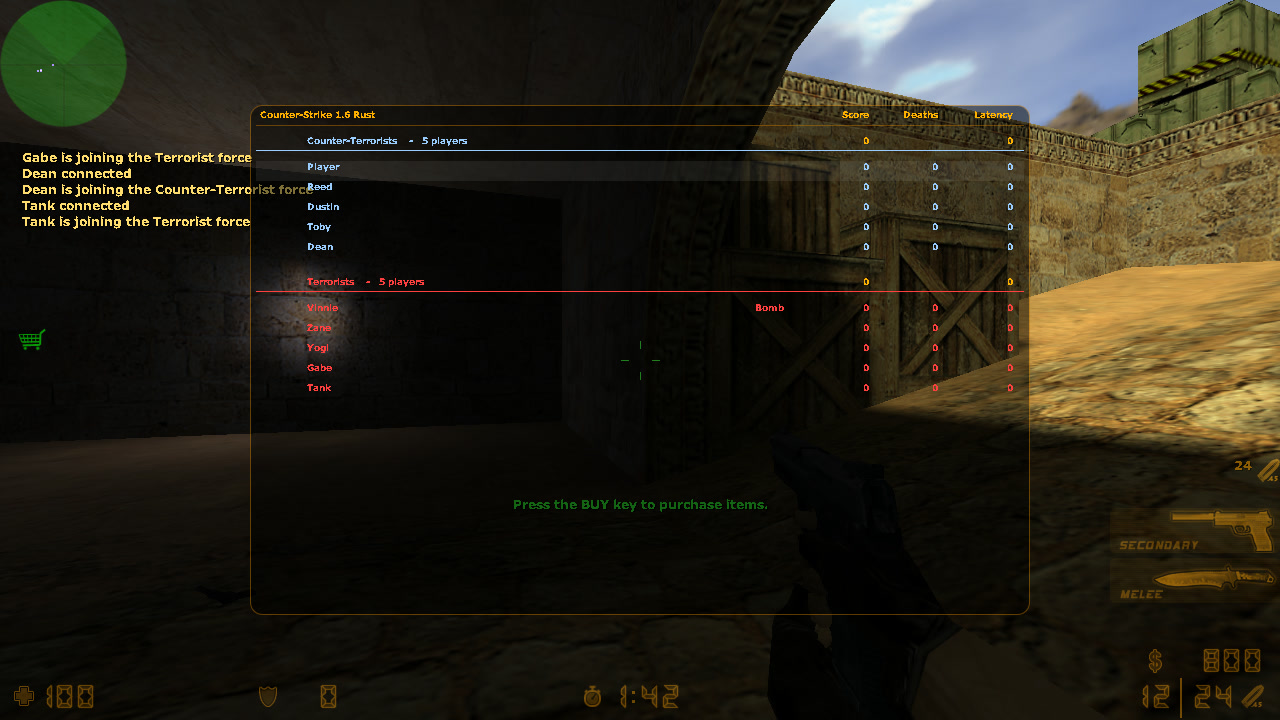 Counter-Strike 1.6 Rust Score Deaths Latency
Counter-Terrorists - 5 players 0 0
Player 0 0 0
Reed 0 0 0
Dustin 0 0 0
Toby 0 0 0
Dean 0 0 0
Terrorists - 5 players 0 0
Vinnie Bomb 0 0 0
Zane 0 0 0
Yogi 0 0 0
Gabe 0 0 0
Tank 0 0 0
Gabe is joining the Terrorist force
Dean connected
Dean is joining the Counter-Terrorist force
Tank connected
Tank is joining the Terrorist force
Press the BUY key to purchase items.
24
.45
SECONDARY
MELEE
$ 800
100
0
1:42
12 | 24
.45